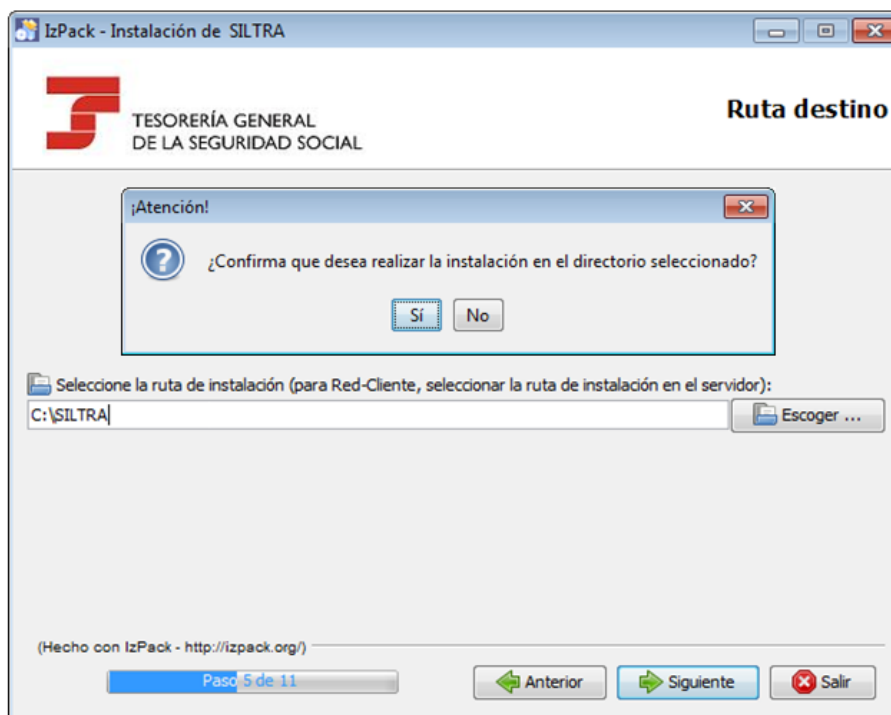 IzPack - Instalación de SILTRA
TESORERÍA GENERAL
DE LA SEGURIDAD SOCIAL
Ruta destino
¡Atención!
¿Confirma que desea realizar la instalación en el directorio seleccionado?
Sí No
Seleccione la ruta de instalación (para Red-Cliente, seleccionar la ruta de instalación en el servidor):
C:\SILTRA Escoger ...
(Hecho con IzPack - http://izpack.org/)
Paso 5 de 11 Anterior Siguiente Salir